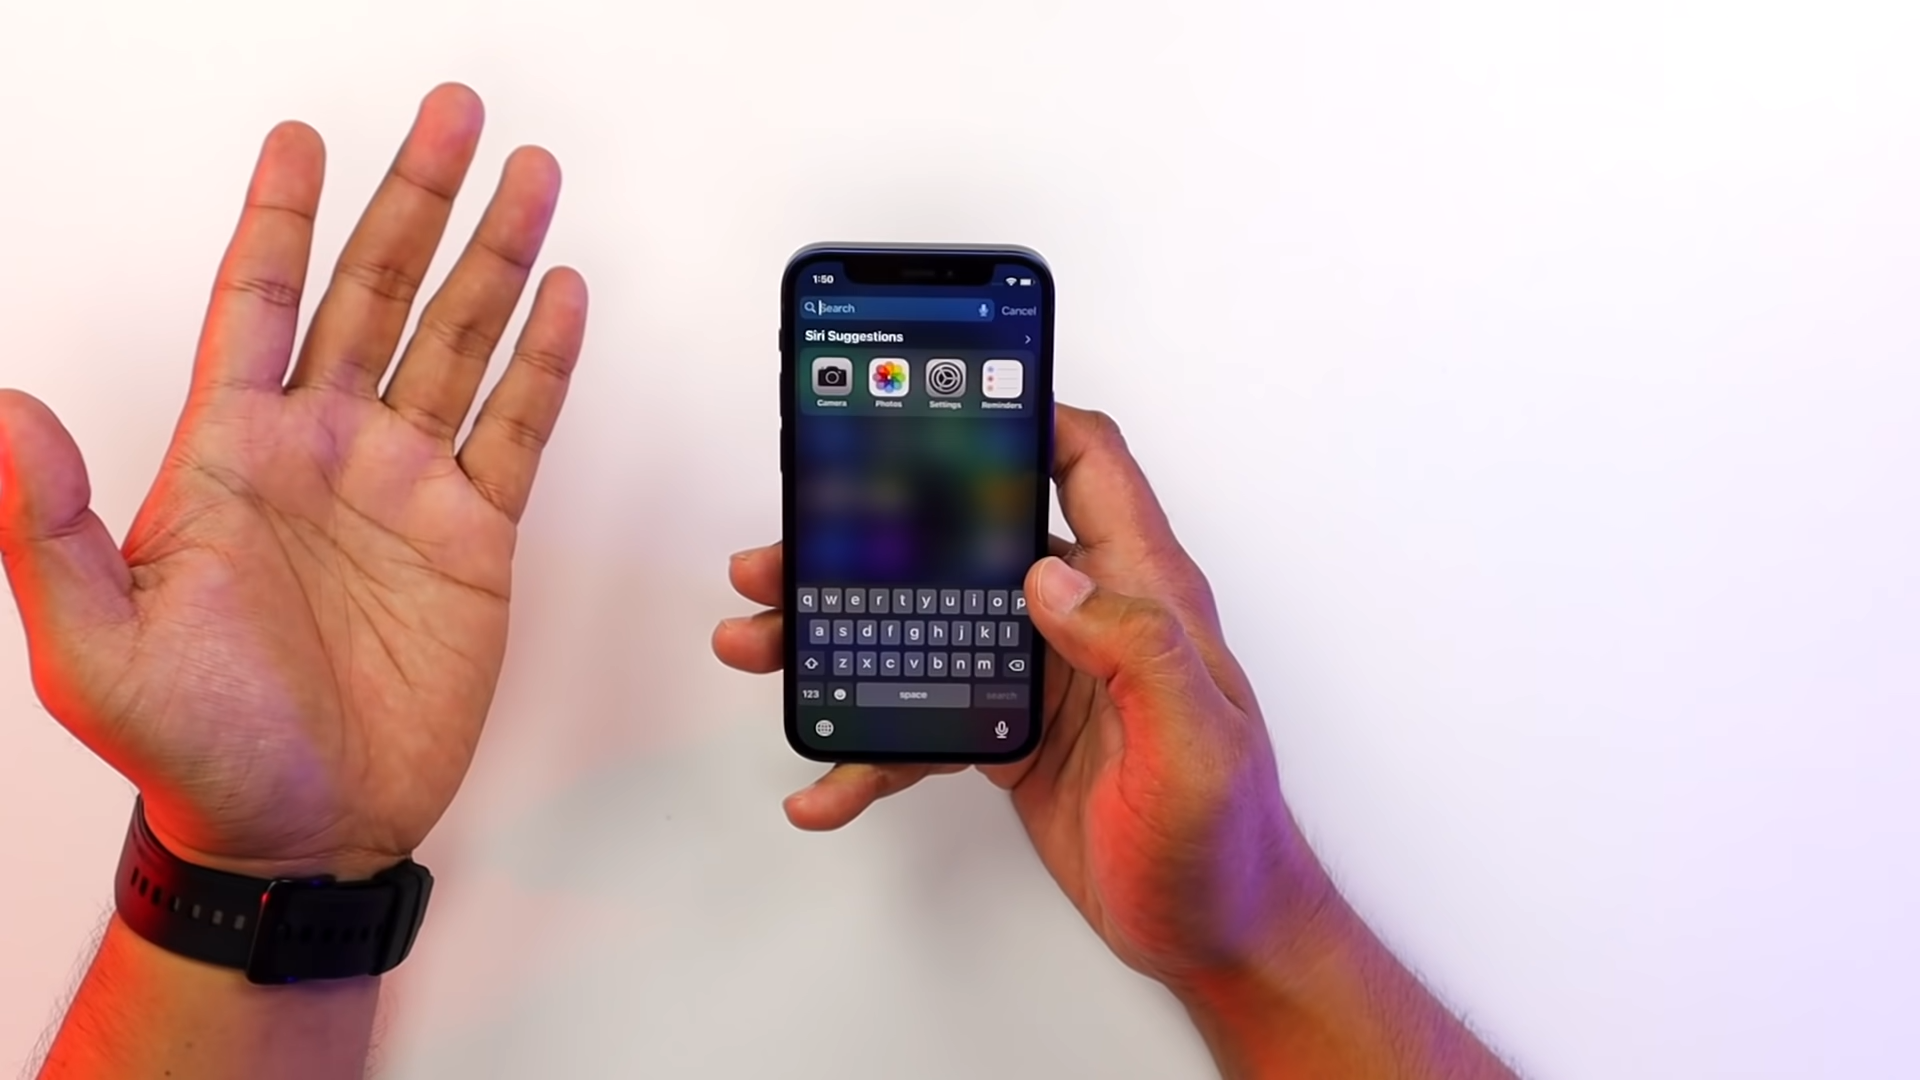 1:50
Search Cancel
Siri Suggestions
Camera Photos Settings Reminders
q w e r t y u i o p
a s d f g h j k l
z x c v b n m
123 space search